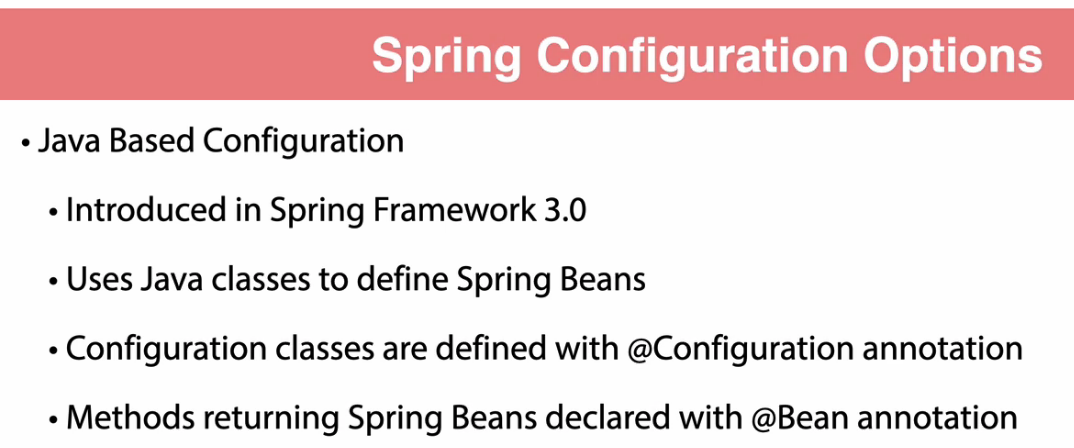 Spring Configuration Options
• Java Based Configuration
• Introduced in Spring Framework 3.0
• Uses Java classes to define Spring Beans
• Configuration classes are defined with @Configuration annotation
• Methods returning Spring Beans declared with @Bean annotation